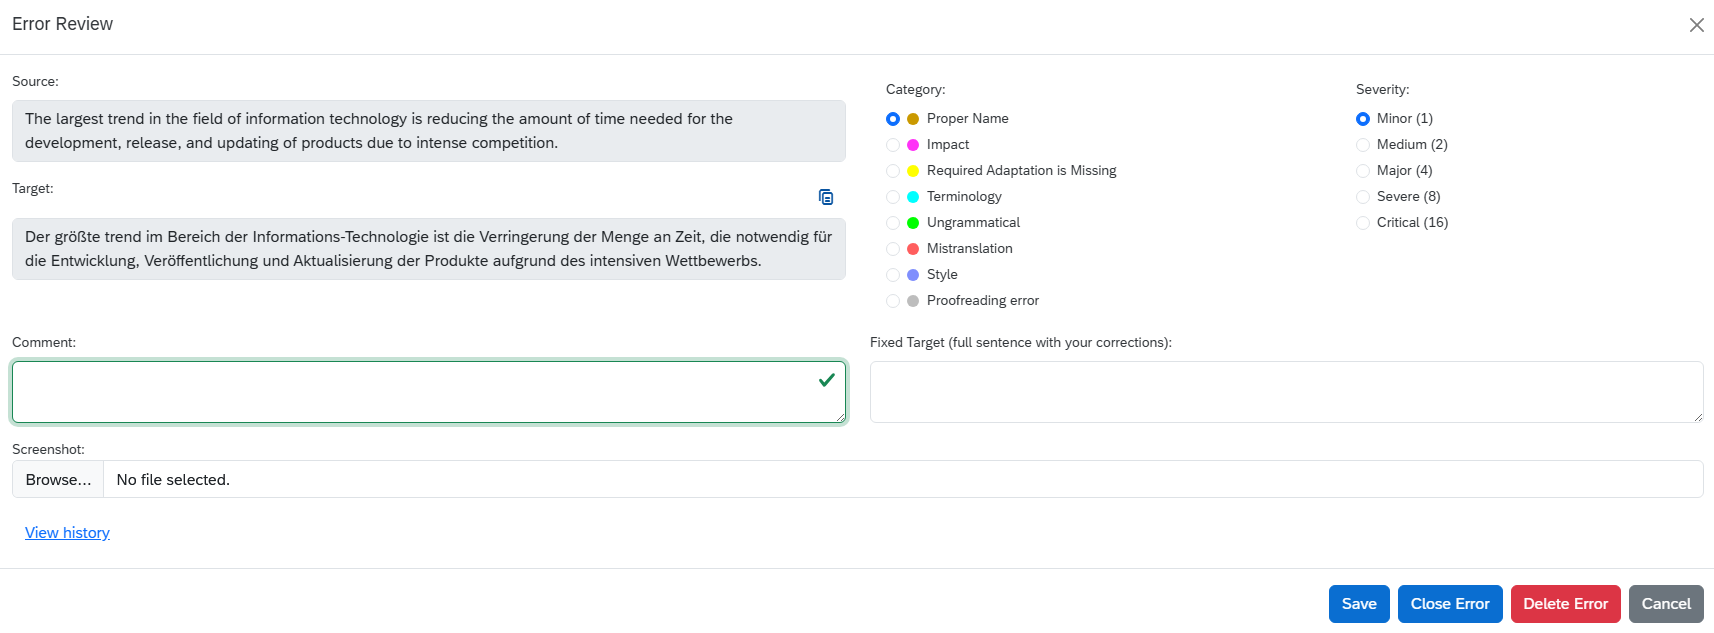 Error Review
Source:
The largest trend in the field of information technology is reducing the amount of time needed for the
development, release, and updating of products due to intense competition.
Target:
Der größte trend im Bereich der Informations-Technologie ist die Verringerung der Menge an Zeit, die notwendig für
die Entwicklung, Veröffentlichung und Aktualisierung der Produkte aufgrund des intensiven Wettbewerbs.
Category:
Proper Name
Impact
Required Adaptation is Missing
Terminology
Ungrammatical
Mistranslation
Style
Proofreading error
Severity:
Minor (1)
Medium (2)
Major (4)
Severe (8)
Critical (16)
Comment:
Fixed Target (full sentence with your corrections):
Screenshot:
Browse... No file selected.
View history
Save Close Error Delete Error Cancel